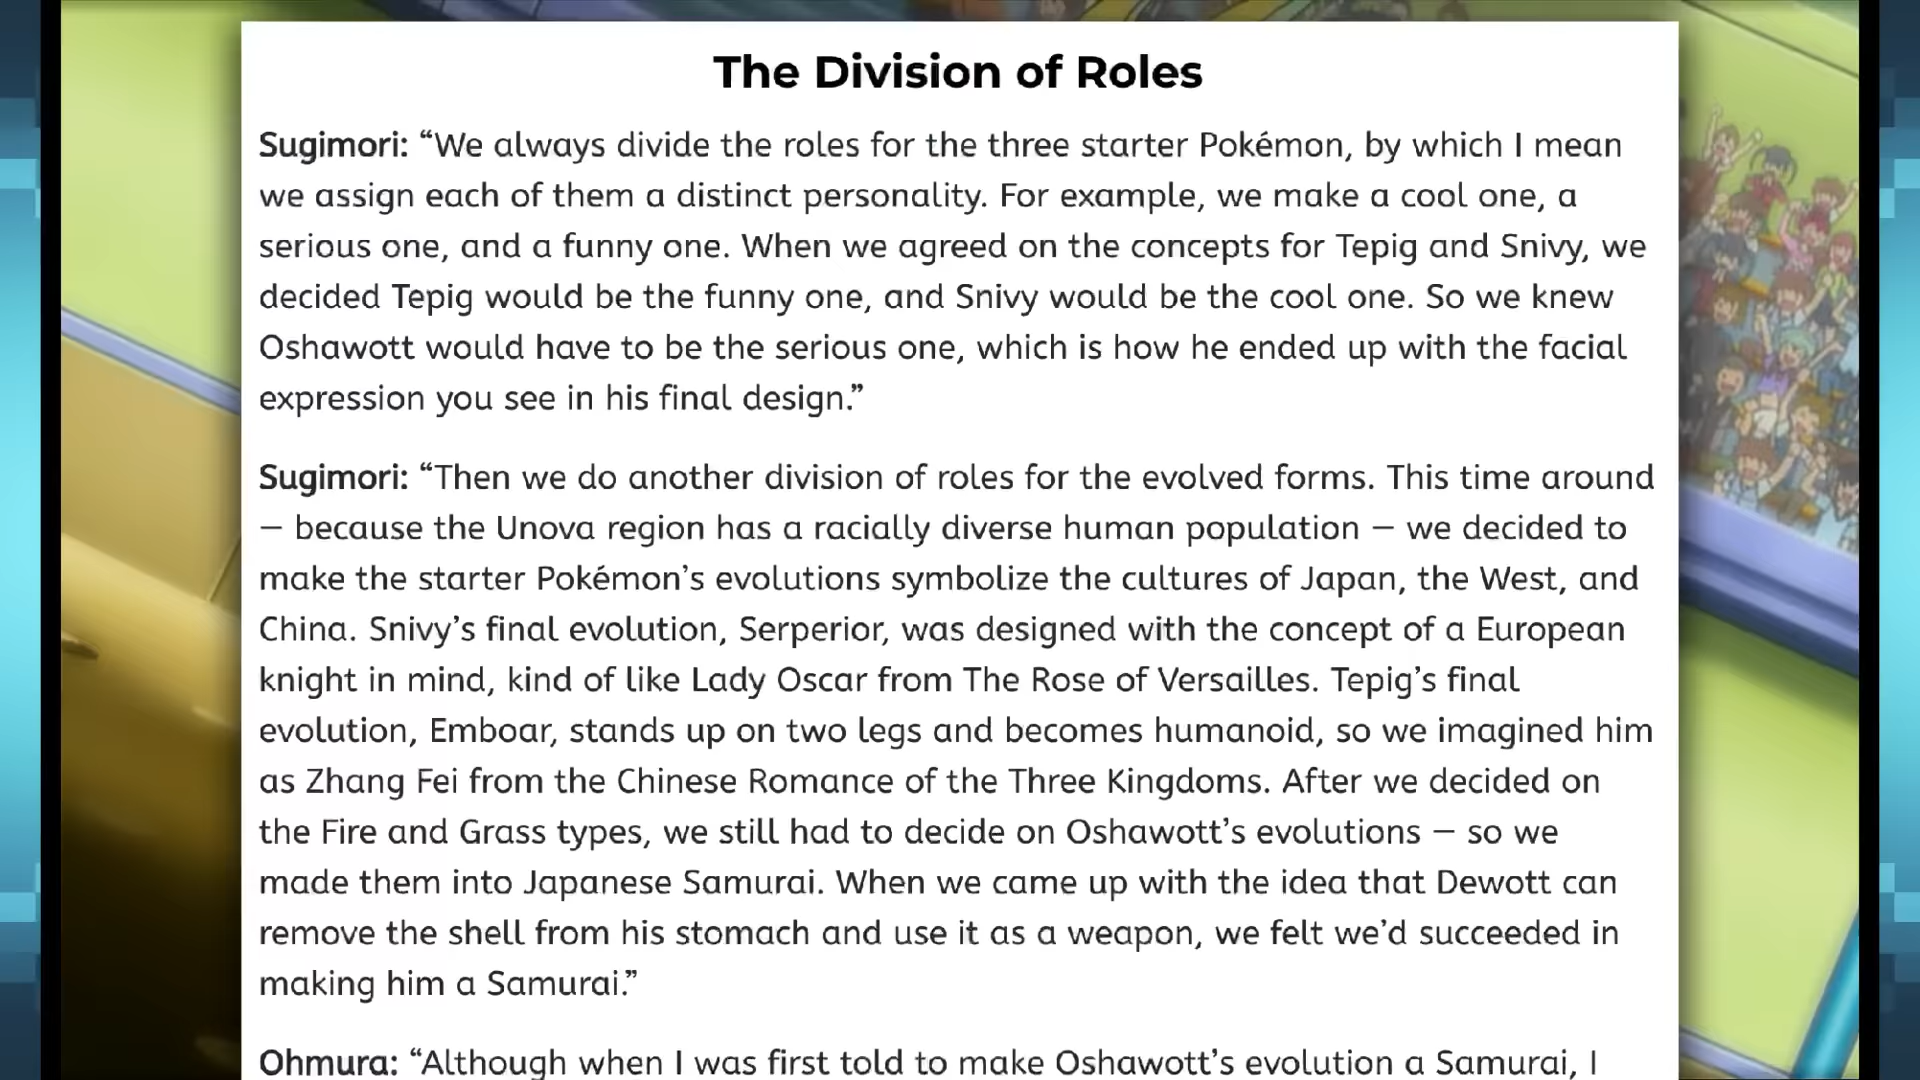 The Division of Roles
Sugimori: “We always divide the roles for the three starter Pokémon, by which I mean
we assign each of them a distinct personality. For example, we make a cool one, a
serious one, and a funny one. When we agreed on the concepts for Tepig and Snivy, we
decided Tepig would be the funny one, and Snivy would be the cool one. So we knew
Oshawott would have to be the serious one, which is how he ended up with the facial
expression you see in his final design.”
Sugimori: “Then we do another division of roles for the evolved forms. This time around
— because the Unova region has a racially diverse human population — we decided to
make the starter Pokémon’s evolutions symbolize the cultures of Japan, the West, and
China. Snivy’s final evolution, Serperior, was designed with the concept of a European
knight in mind, kind of like Lady Oscar from The Rose of Versailles. Tepig’s final
evolution, Emboar, stands up on two legs and becomes humanoid, so we imagined him
as Zhang Fei from the Chinese Romance of the Three Kingdoms. After we decided on
the Fire and Grass types, we still had to decide on Oshawott’s evolutions — so we
made them into Japanese Samurai. When we came up with the idea that Dewott can
remove the shell from his stomach and use it as a weapon, we felt we’d succeeded in
making him a Samurai.”
Ohmura: “Although when I was first told to make Oshawott’s evolution a Samurai, I